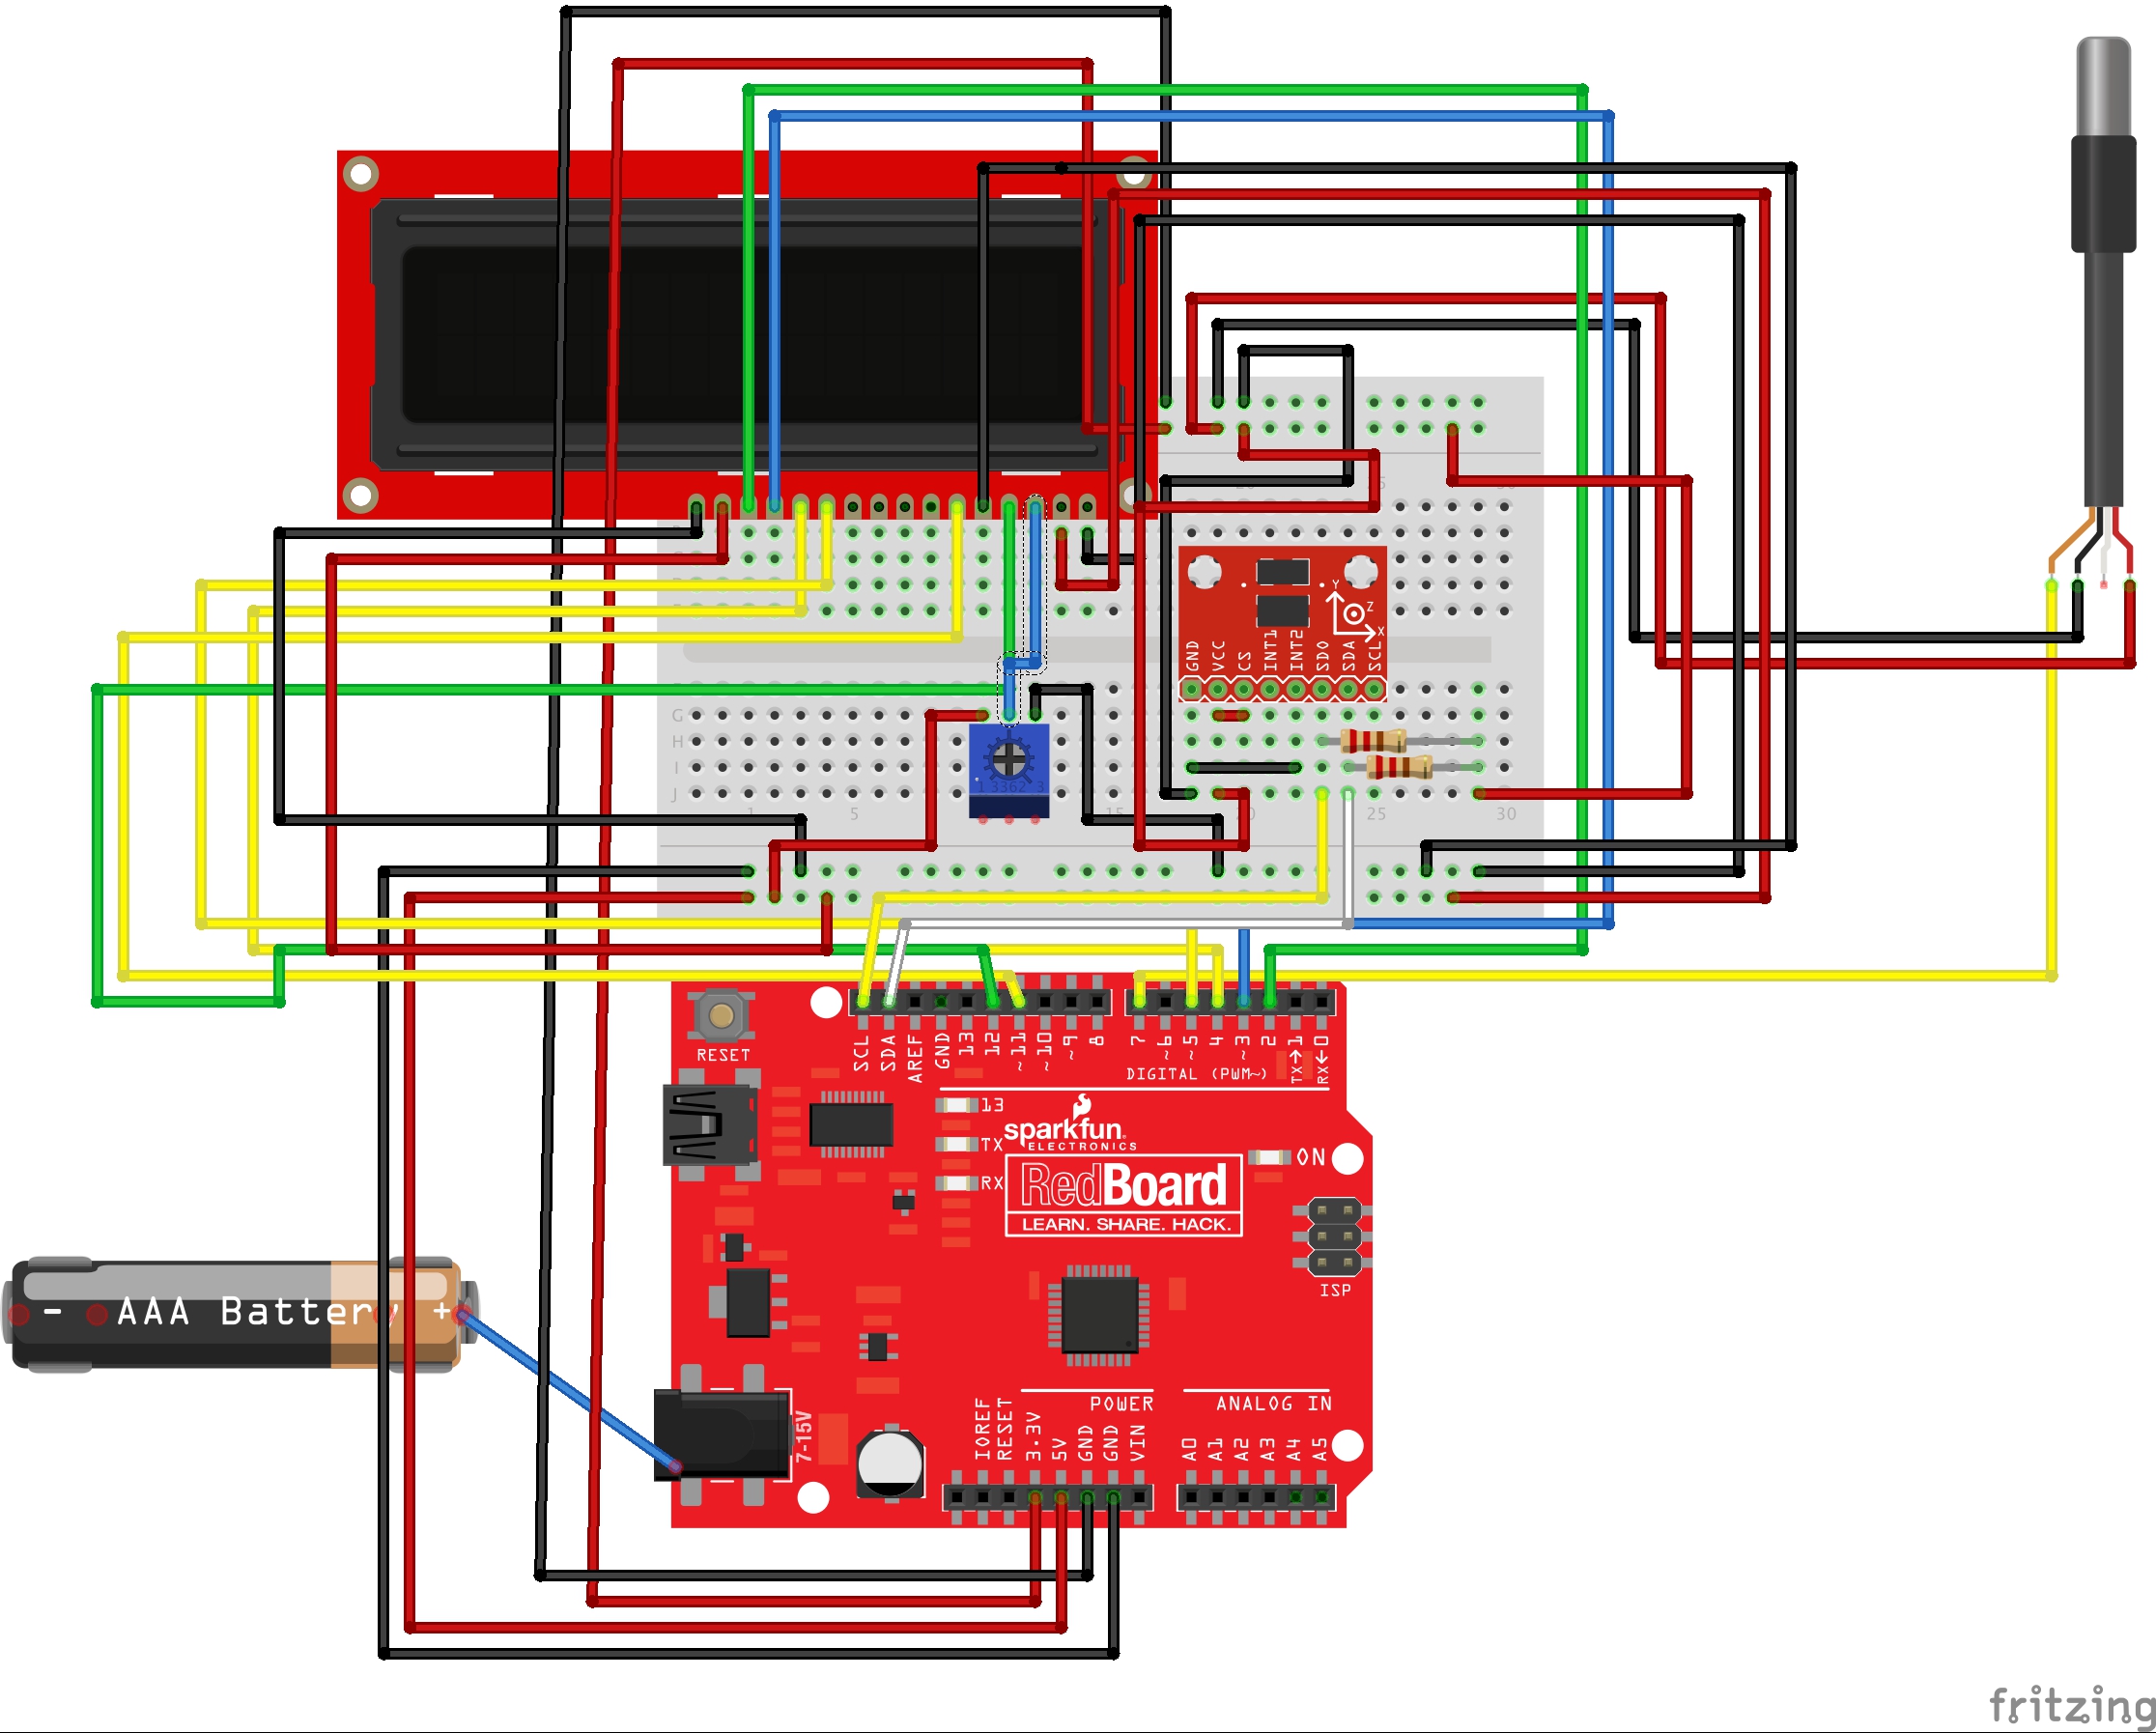 GND
VCC
CS
INT1
INT2
SDO
SDA
SCL
Y
Z
X
G
H
I
J
1 3362 3
1
5
15
20
25
30
RESET
SCL
SDA
AREF
GND
13
12
~11
~10
~9
8
7
~6
~5
4
~3
2
TX→1
RX←0
DIGITAL (PWM~)
13
TX
RX
sparkfun
ELECTRONICS
RedBoard
LEARN. SHARE. HACK.
ON
ISP
- AAA Battery +
7-15V
POWER
ANALOG IN
IOREF
RESET
3.3V
5V
GND
GND
VIN
A0
A1
A2
A3
A4
A5
fritzing